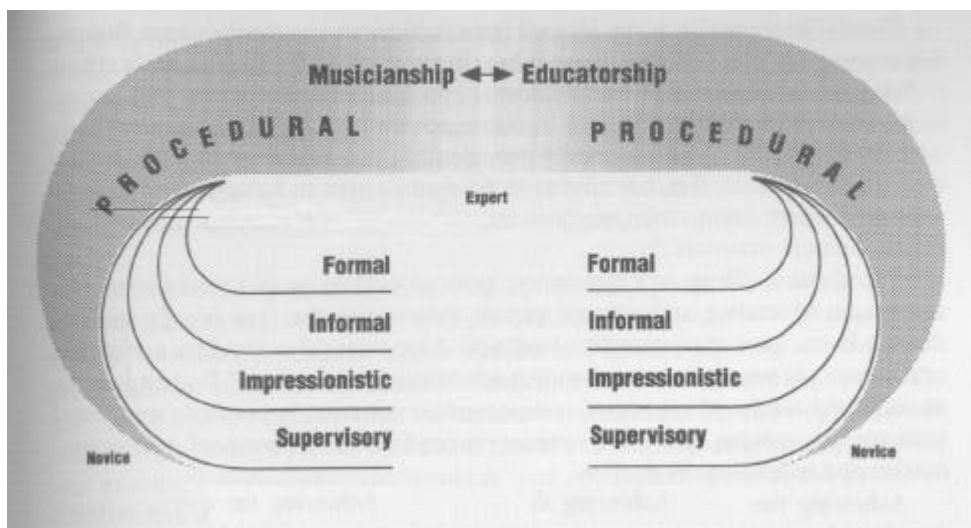 Musicianship ↔ Educatorship
PROCEDURAL PROCEDURAL
Expert
Formal Formal
Informal Informal
Impressionistic Impressionistic
Supervisory Supervisory
Novice Novice